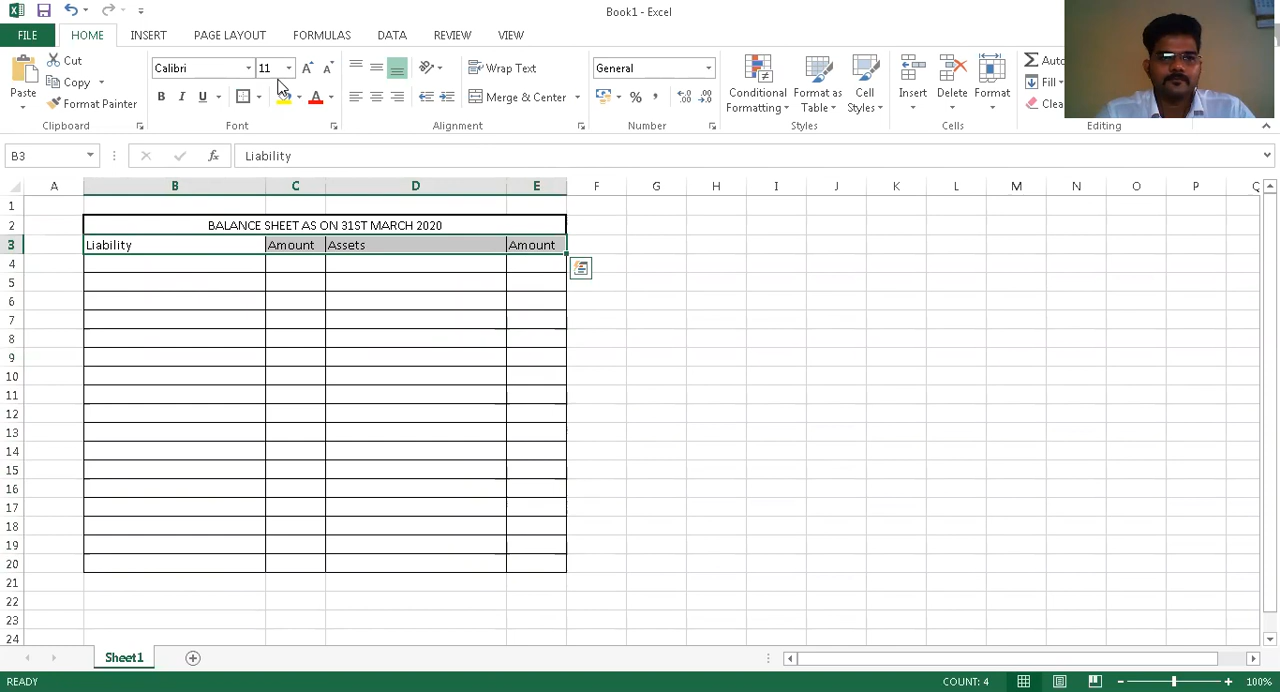 Book1 - Excel
FILE HOME INSERT PAGE LAYOUT FORMULAS DATA REVIEW VIEW
Cut
Copy
Format Painter
Paste
Clipboard
Calibri 11
B I U A
Font
Wrap Text
Merge & Center
Alignment
General
%
Number
Conditional Formatting
Format as Table
Cell Styles
Styles
Insert Delete Format
Cells
Auto
Fill
Clea
Editing
B3 fx Liability
A B C D E F G H I J K L M N O P Q
1
2 BALANCE SHEET AS ON 31ST MARCH 2020
3 Liability Amount Assets Amount
4
5
6
7
8
9
10
11
12
13
14
15
16
17
18
19
20
21
22
23
24
Sheet1
READY COUNT: 4 100%